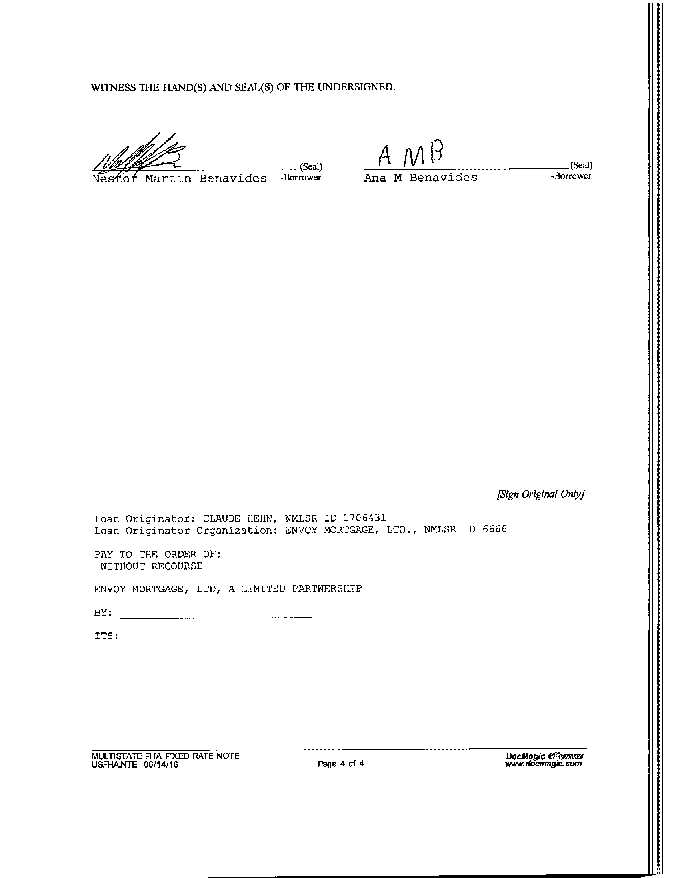 WITNESS THE HAND(S) AND SEAL(S) OF THE UNDERSIGNED.
A M B
(Seal) (Seal)
Nestor Martin Benavides -Borrower Ana M Benavides -Borrower
[Sign Original Only]
Loan Originator: CLAUDE HEHN, NMLSR ID 1706431
Loan Originator Organization: ENVOY MORTGAGE, LTD., NMLSR ID 6666
PAY TO THE ORDER OF:
WITHOUT RECOURSE
ENVOY MORTGAGE, LTD, A LIMITED PARTNERSHIP
BY:
ITS:
MULTISTATE FHA FIXED RATE NOTE DocMagic
USFHANTE 06/14/16 Page 4 of 4 www.docmagic.com